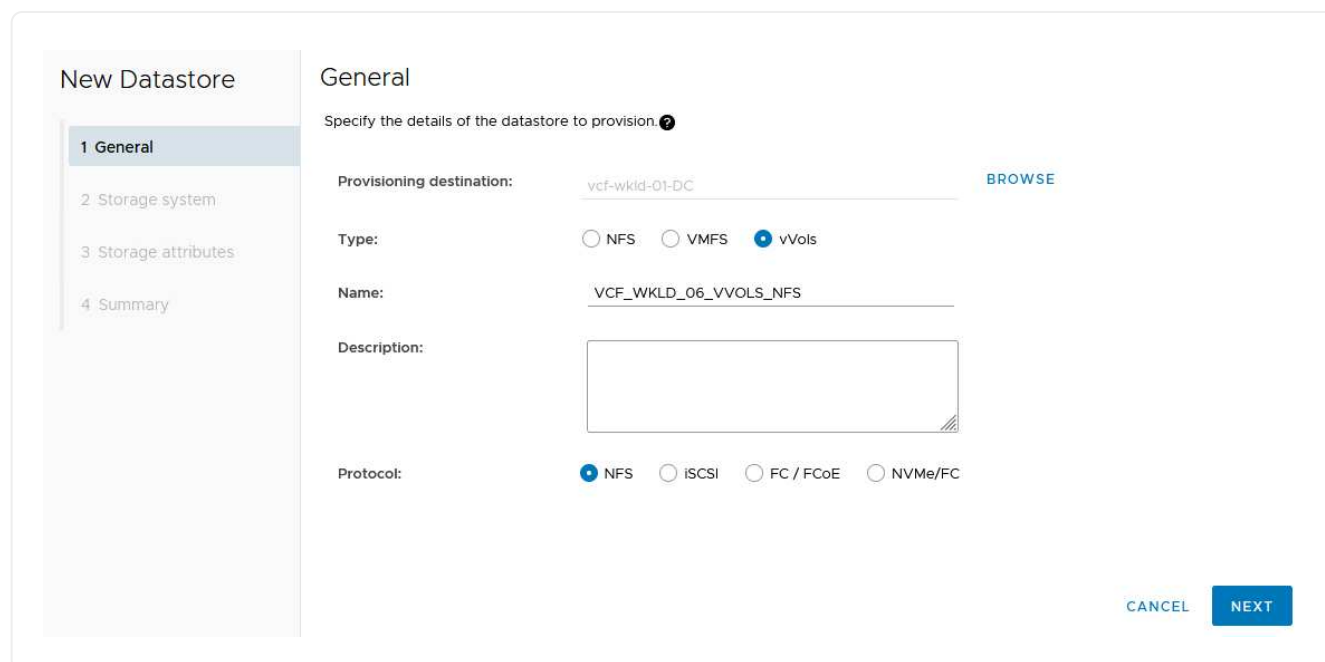 New Datastore
1 General
2 Storage system
3 Storage attributes
4 Summary
General
Specify the details of the datastore to provision.?
Provisioning destination: vcf-wkld-01-DC BROWSE
Type: NFS VMFS vVols
Name: VCF_WKLD_06_VVOLS_NFS
Description:
Protocol: NFS iSCSI FC / FCoE NVMe/FC
CANCEL NEXT